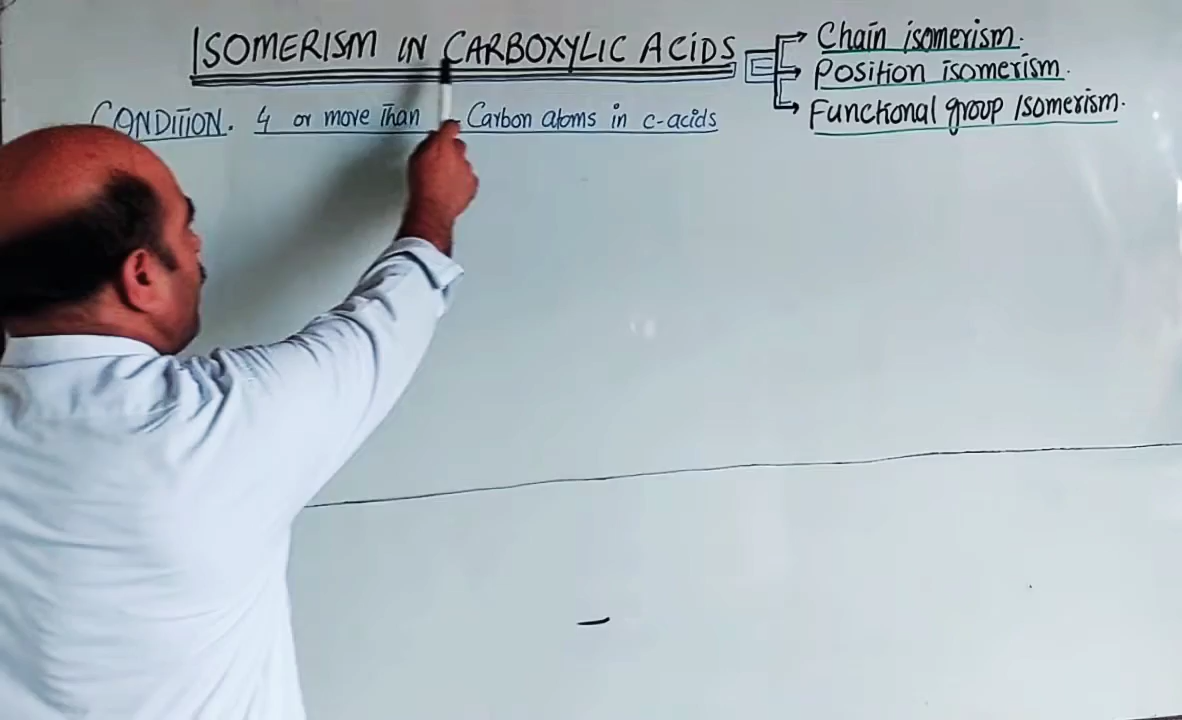 ISOMERISM IN CARBOXYLIC ACIDS
Chain isomerism.
Position isomerism.
Functional group Isomerism.
CONDITION. 4 or more Than Carbon atoms in c-acids